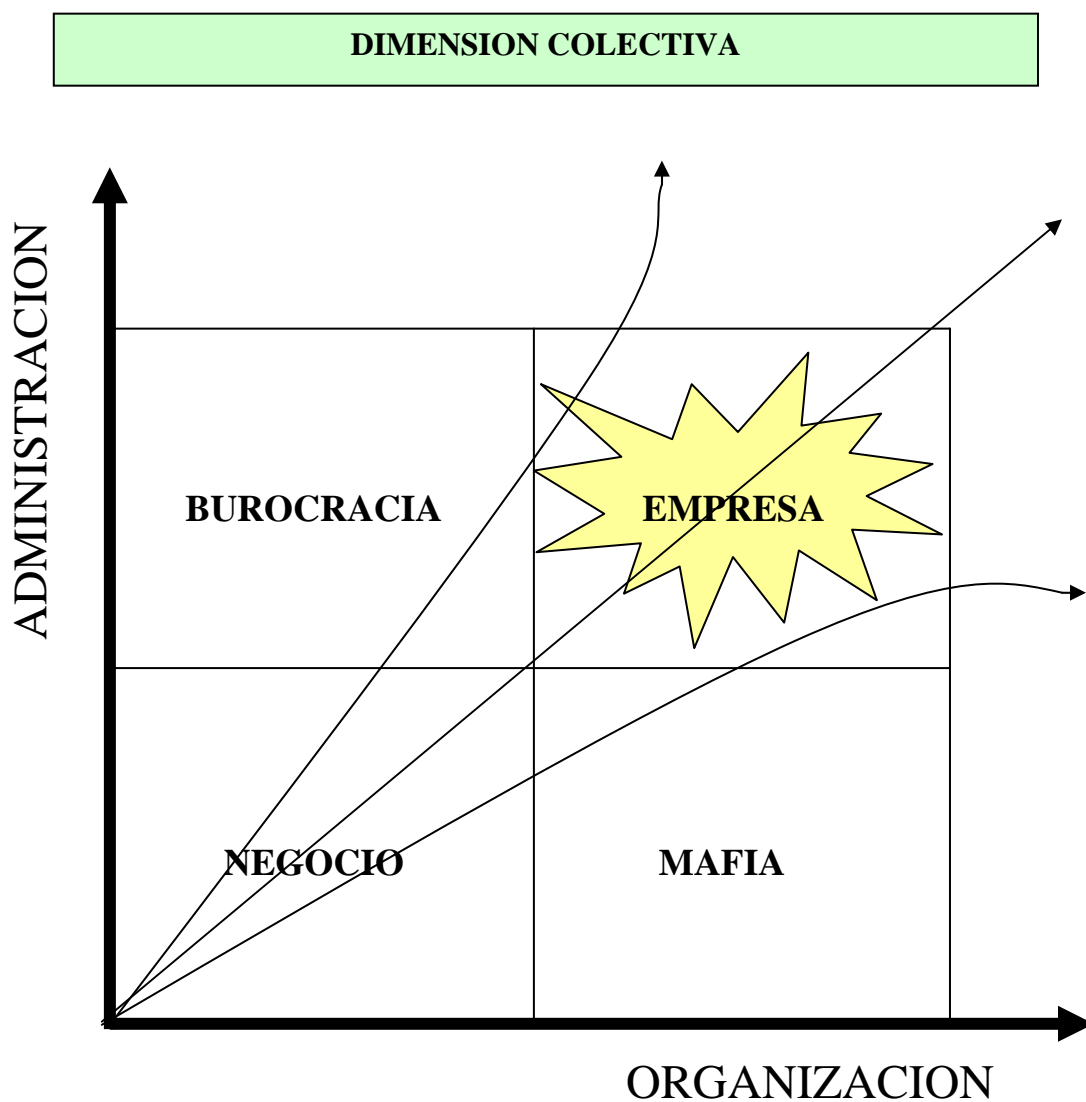 DIMENSION COLECTIVA
ADMINISTRACION
BUROCRACIA
EMPRESA
NEGOCIO
MAFIA
ORGANIZACION